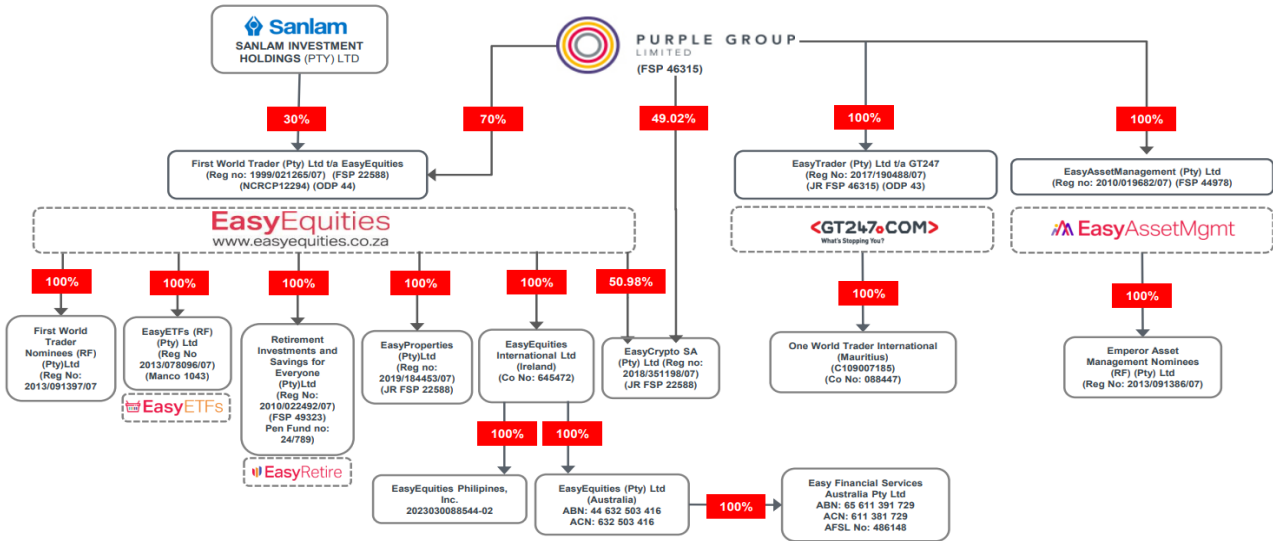 Sanlam
SANLAM INVESTMENT
HOLDINGS (PTY) LTD
PURPLE GROUP
LIMITED
(FSP 46315)
30%
70%
49.02%
100%
100%
First World Trader (Pty) Ltd t/a EasyEquities
(Reg no: 1999/021265/07) (FSP 22588)
(NCRCP12294) (ODP 44)
EasyTrader (Pty) Ltd t/a GT247
(Reg No: 2017/190488/07)
(JR FSP 46315) (ODP 43)
EasyAssetManagement (Pty) Ltd
(Reg no: 2010/019682/07) (FSP 44978)
EasyEquities
www.easyequities.co.za
<GT247.COM>
What's Stopping You?
EasyAssetMgmt
100%
100%
100%
100%
100%
50.98%
100%
100%
First World
Trader
Nominees (RF)
(Pty)Ltd
(Reg No:
2013/091397/07
EasyETFs (RF)
(Pty) Ltd
(Reg No
2013/078096/07)
(Manco 1043)
EasyETFs
Retirement
Investments and
Savings for
Everyone
(Pty)Ltd
(Reg No:
2010/022492/07)
(FSP 49323)
Pen Fund no:
24/789)
EasyRetire
EasyProperties
(Pty)Ltd
(Reg no:
2019/184453/07)
(JR FSP 22588)
EasyEquities
International Ltd
(Ireland)
(Co No: 645472)
EasyCrypto SA
(Pty) Ltd (Reg no:
2018/351198/07)
(JR FSP 22588)
One World Trader International
(Mauritius)
(C109007185)
(Co No: 088447)
Emperor Asset
Management Nominees
(RF) (Pty) Ltd
(Reg No: 2013/091386/07)
100%
100%
EasyEquities Philipines,
Inc.
2023030088544-02
EasyEquities (Pty) Ltd
(Australia)
ABN: 44 632 503 416
ACN: 632 503 416
100%
Easy Financial Services
Australia Pty Ltd
ABN: 65 611 391 729
ACN: 611 381 729
AFSL No: 486148